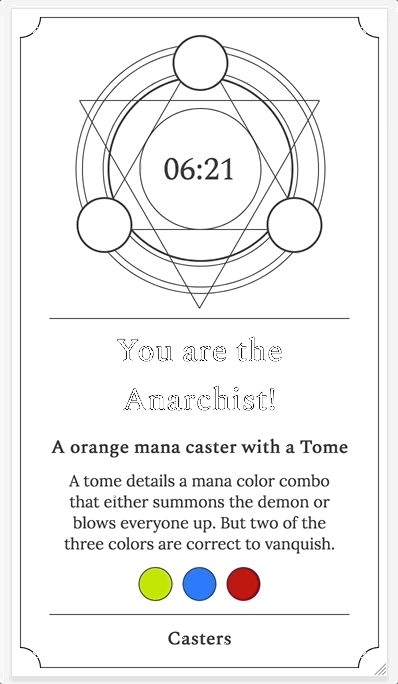 06:21
You are the
Anarchist!
A orange mana caster with a Tome
A tome details a mana color combo
that either summons the demon or
blows everyone up. But two of the
three colors are correct to vanquish.
Casters